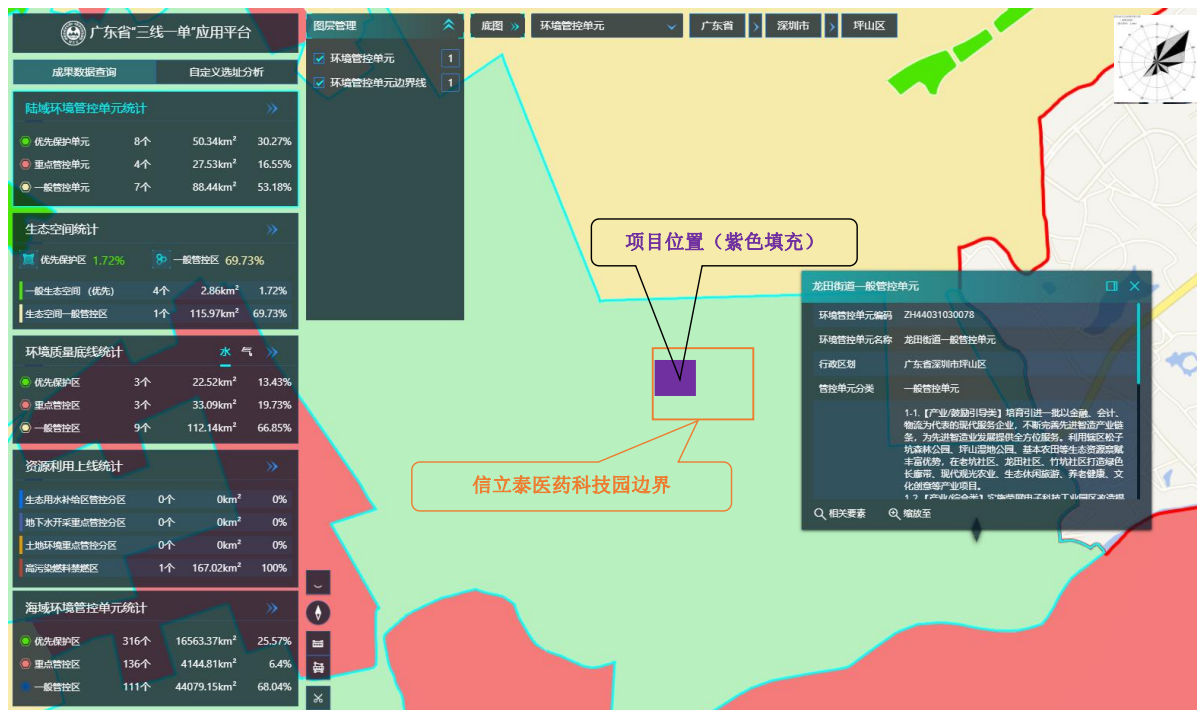 广东省“三线一单”应用平台
成果数据查询 自定义选址分析
陆域环境管控单元统计
优先保护单元 8个 50.34km² 30.27%
重点管控单元 4个 27.53km² 16.55%
一般管控单元 7个 88.44km² 53.18%
生态空间统计
优先保护区 1.72% 一般管控区 69.73%
一般生态空间（优先） 4个 2.86km² 1.72%
生态空间一般管控区 1个 115.97km² 69.73%
环境质量底线统计 水 气
优先保护区 3个 22.52km² 13.43%
重点管控区 3个 33.09km² 19.73%
一般管控区 9个 112.14km² 66.85%
资源利用上线统计
生态用水补给区管控分区 0个 0km² 0%
地下水开采重点管控分区 0个 0km² 0%
土地环境重点管控分区 0个 0km² 0%
高污染燃料禁燃区 1个 167.02km² 100%
海域环境管控单元统计
优先保护区 316个 16563.37km² 25.57%
重点管控区 136个 4144.81km² 6.4%
一般管控区 111个 44079.15km² 68.04%
图层管理
环境管控单元 1
环境管控单元边界线 1
底图 环境管控单元 广东省 深圳市 坪山区
项目位置（紫色填充）
信立泰医药科技园边界
龙田街道一般管控单元
环境管控单元编码 ZH44031030078
环境管控单元名称 龙田街道一般管控单元
行政区划 广东省深圳市坪山区
管控单元分类 一般管控单元
1-1.【产业/鼓励引导类】培育引进一批以金融、会计、
物流为代表的现代服务企业，不断完善先进智造产业链
条，为先进智造业发展提供全方位服务。利用辖区松子
坑森林公园、坪山湿地公园、基本农田等生态资源禀赋
丰富优势，在老坑社区、龙田社区、竹坑社区打造绿色
长廊带、现代观光农业、生态休闲旅游、养老健康、文
化创意等产业项目。
相关要素 缩放至